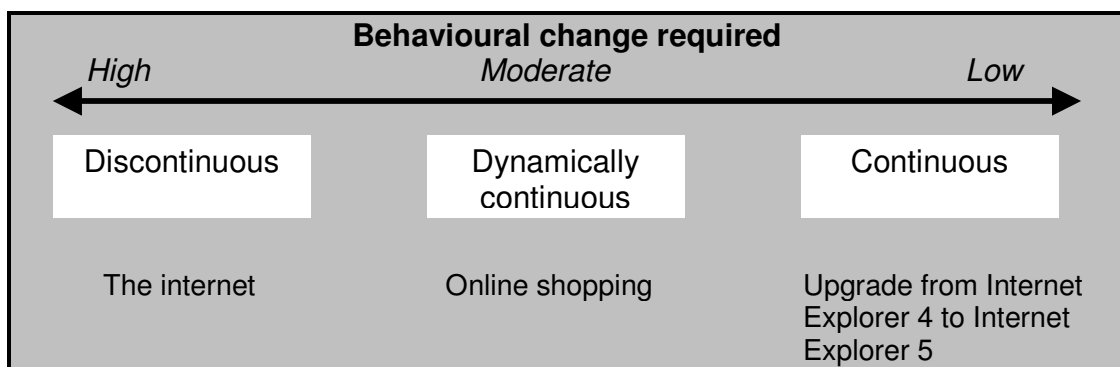 Behavioural change required
High Moderate Low
Discontinuous
Dynamically
continuous
Continuous
The internet
Online shopping
Upgrade from Internet
Explorer 4 to Internet
Explorer 5